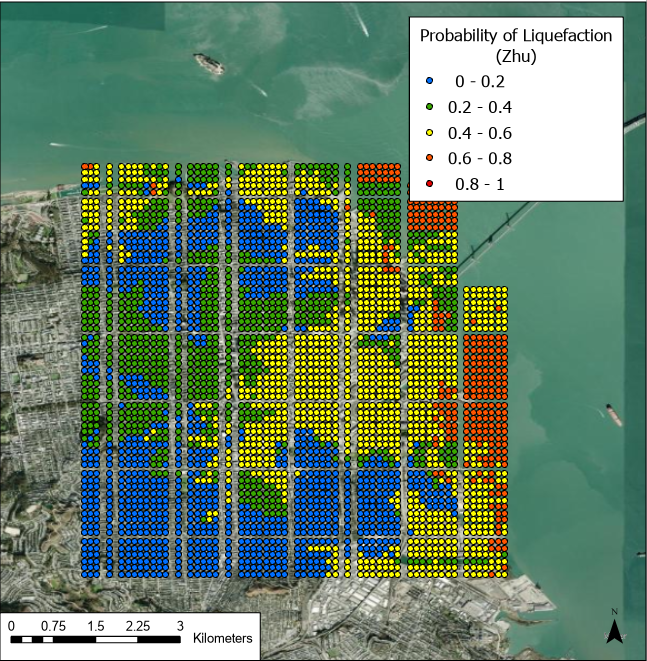 Probability of Liquefaction
(Zhu)
0 - 0.2
0.2 - 0.4
0.4 - 0.6
0.6 - 0.8
0.8 - 1
N
0 0.75 1.5 2.25 3
Kilometers